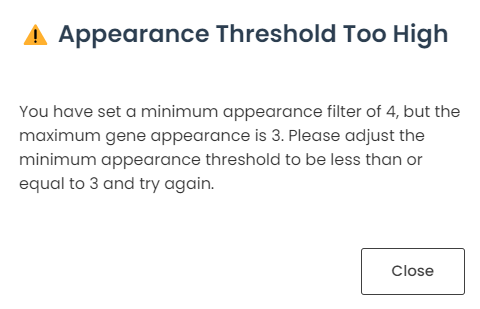 Appearance Threshold Too High
You have set a minimum appearance filter of 4, but the
maximum gene appearance is 3. Please adjust the
minimum appearance threshold to be less than or
equal to 3 and try again.
Close